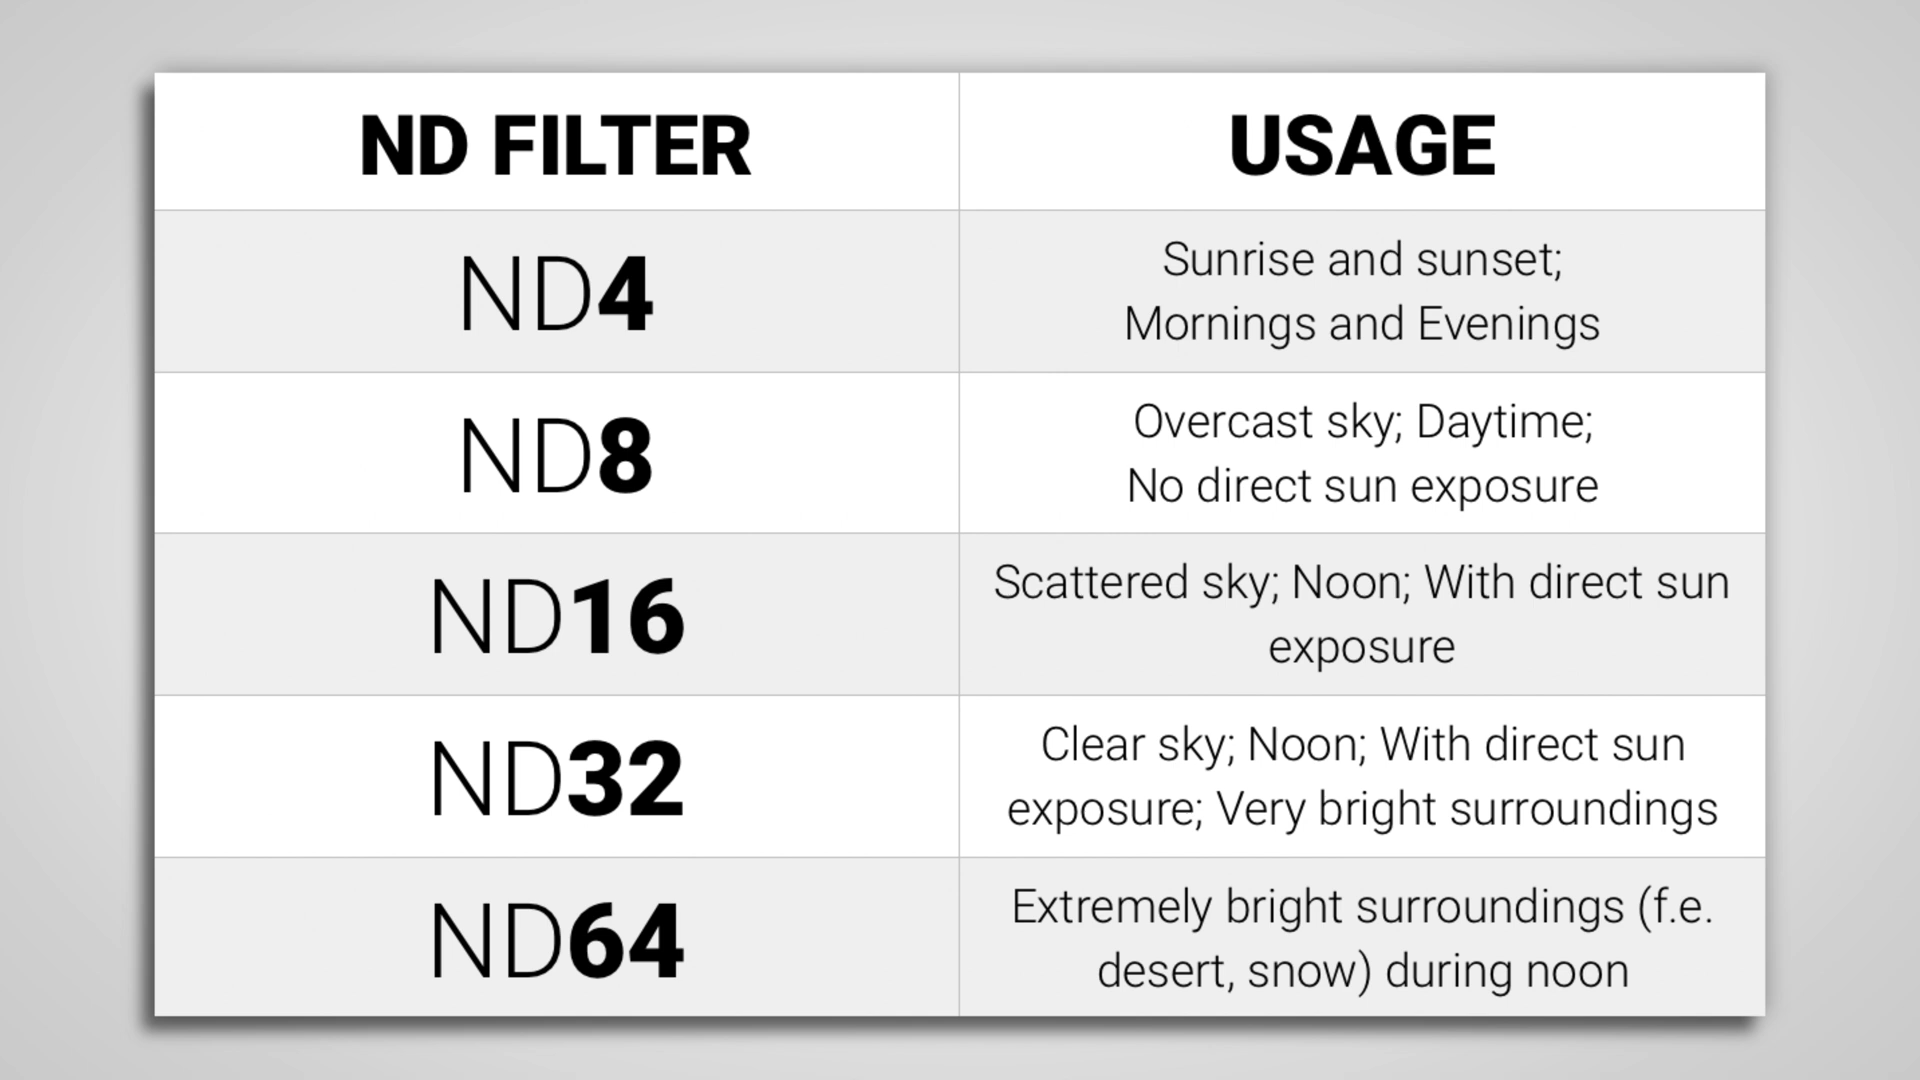 ND FILTER
USAGE
ND4
Sunrise and sunset;
Mornings and Evenings
ND8
Overcast sky; Daytime;
No direct sun exposure
ND16
Scattered sky; Noon; With direct sun
exposure
ND32
Clear sky; Noon; With direct sun
exposure; Very bright surroundings
ND64
Extremely bright surroundings (f.e.
desert, snow) during noon